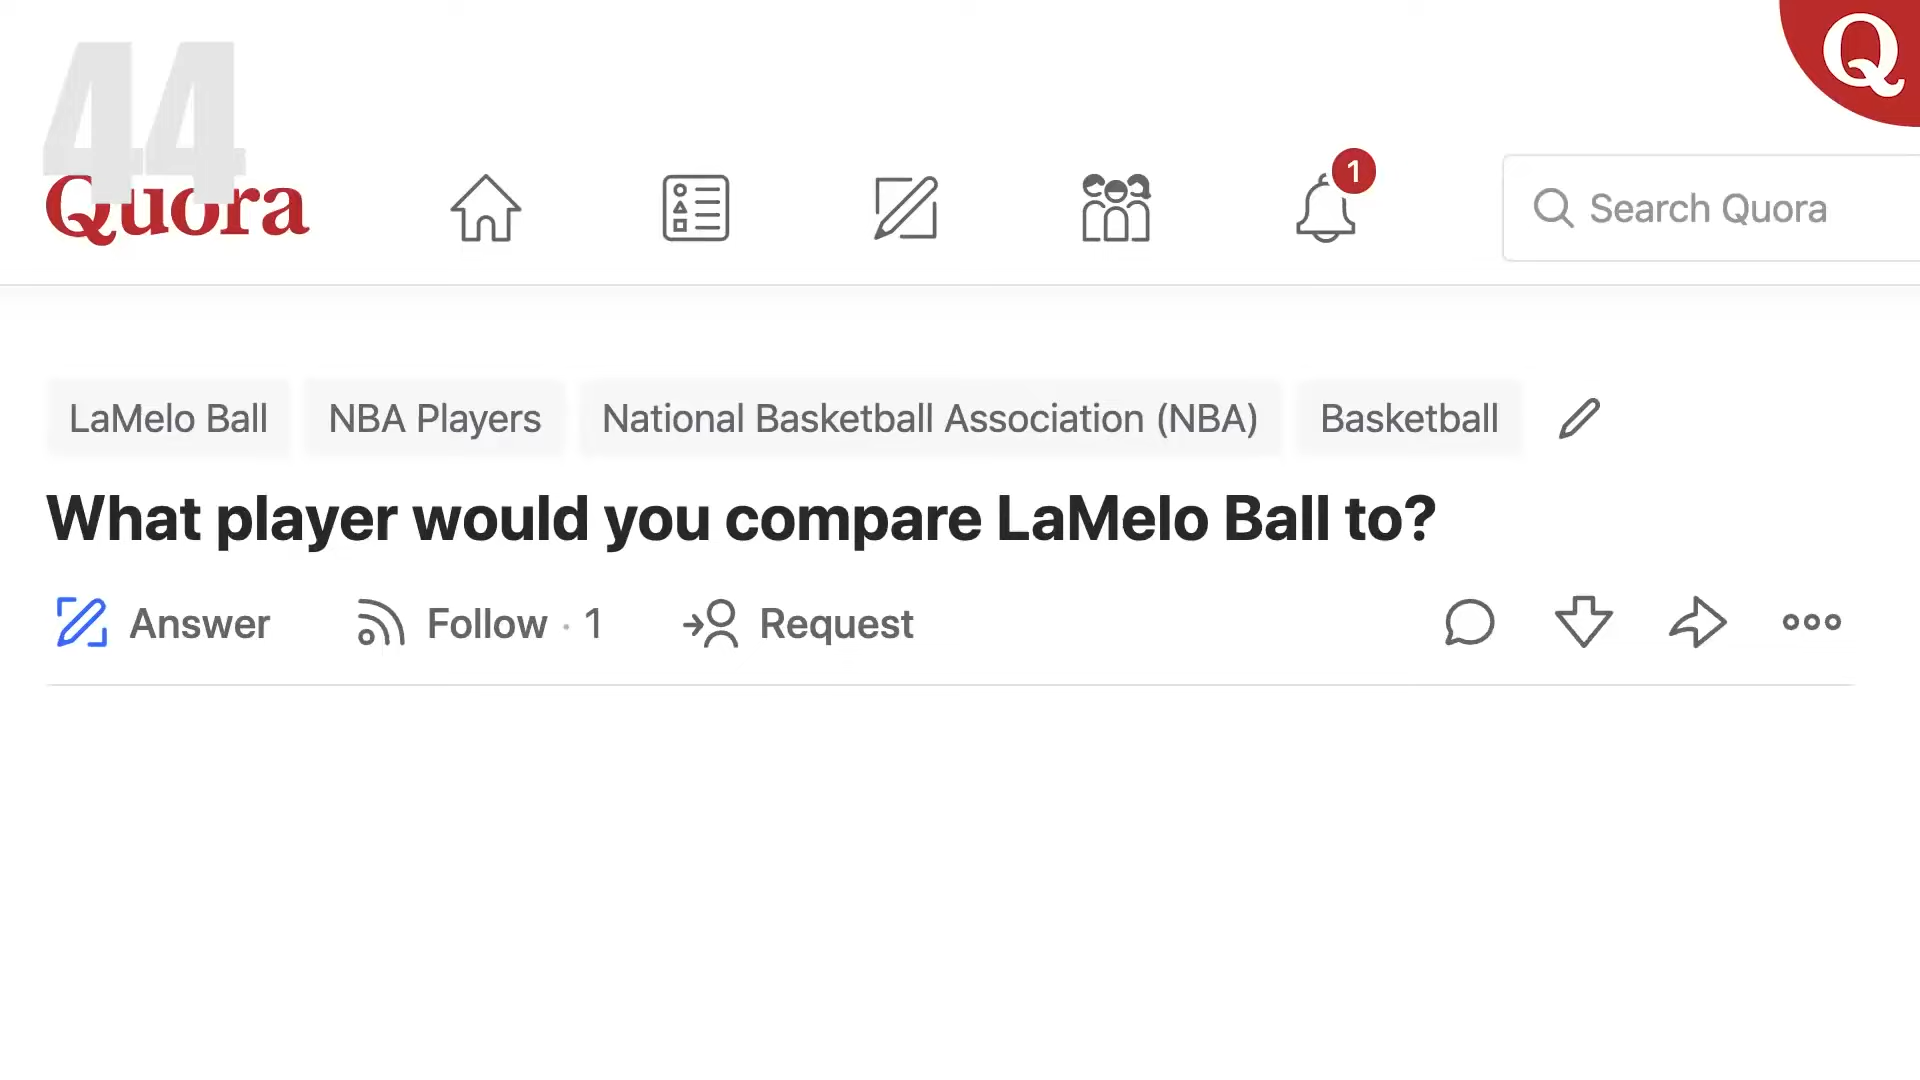 44
Q
Quora
1
Search Quora
LaMelo Ball NBA Players National Basketball Association (NBA) Basketball
What player would you compare LaMelo Ball to?
Answer Follow · 1 Request